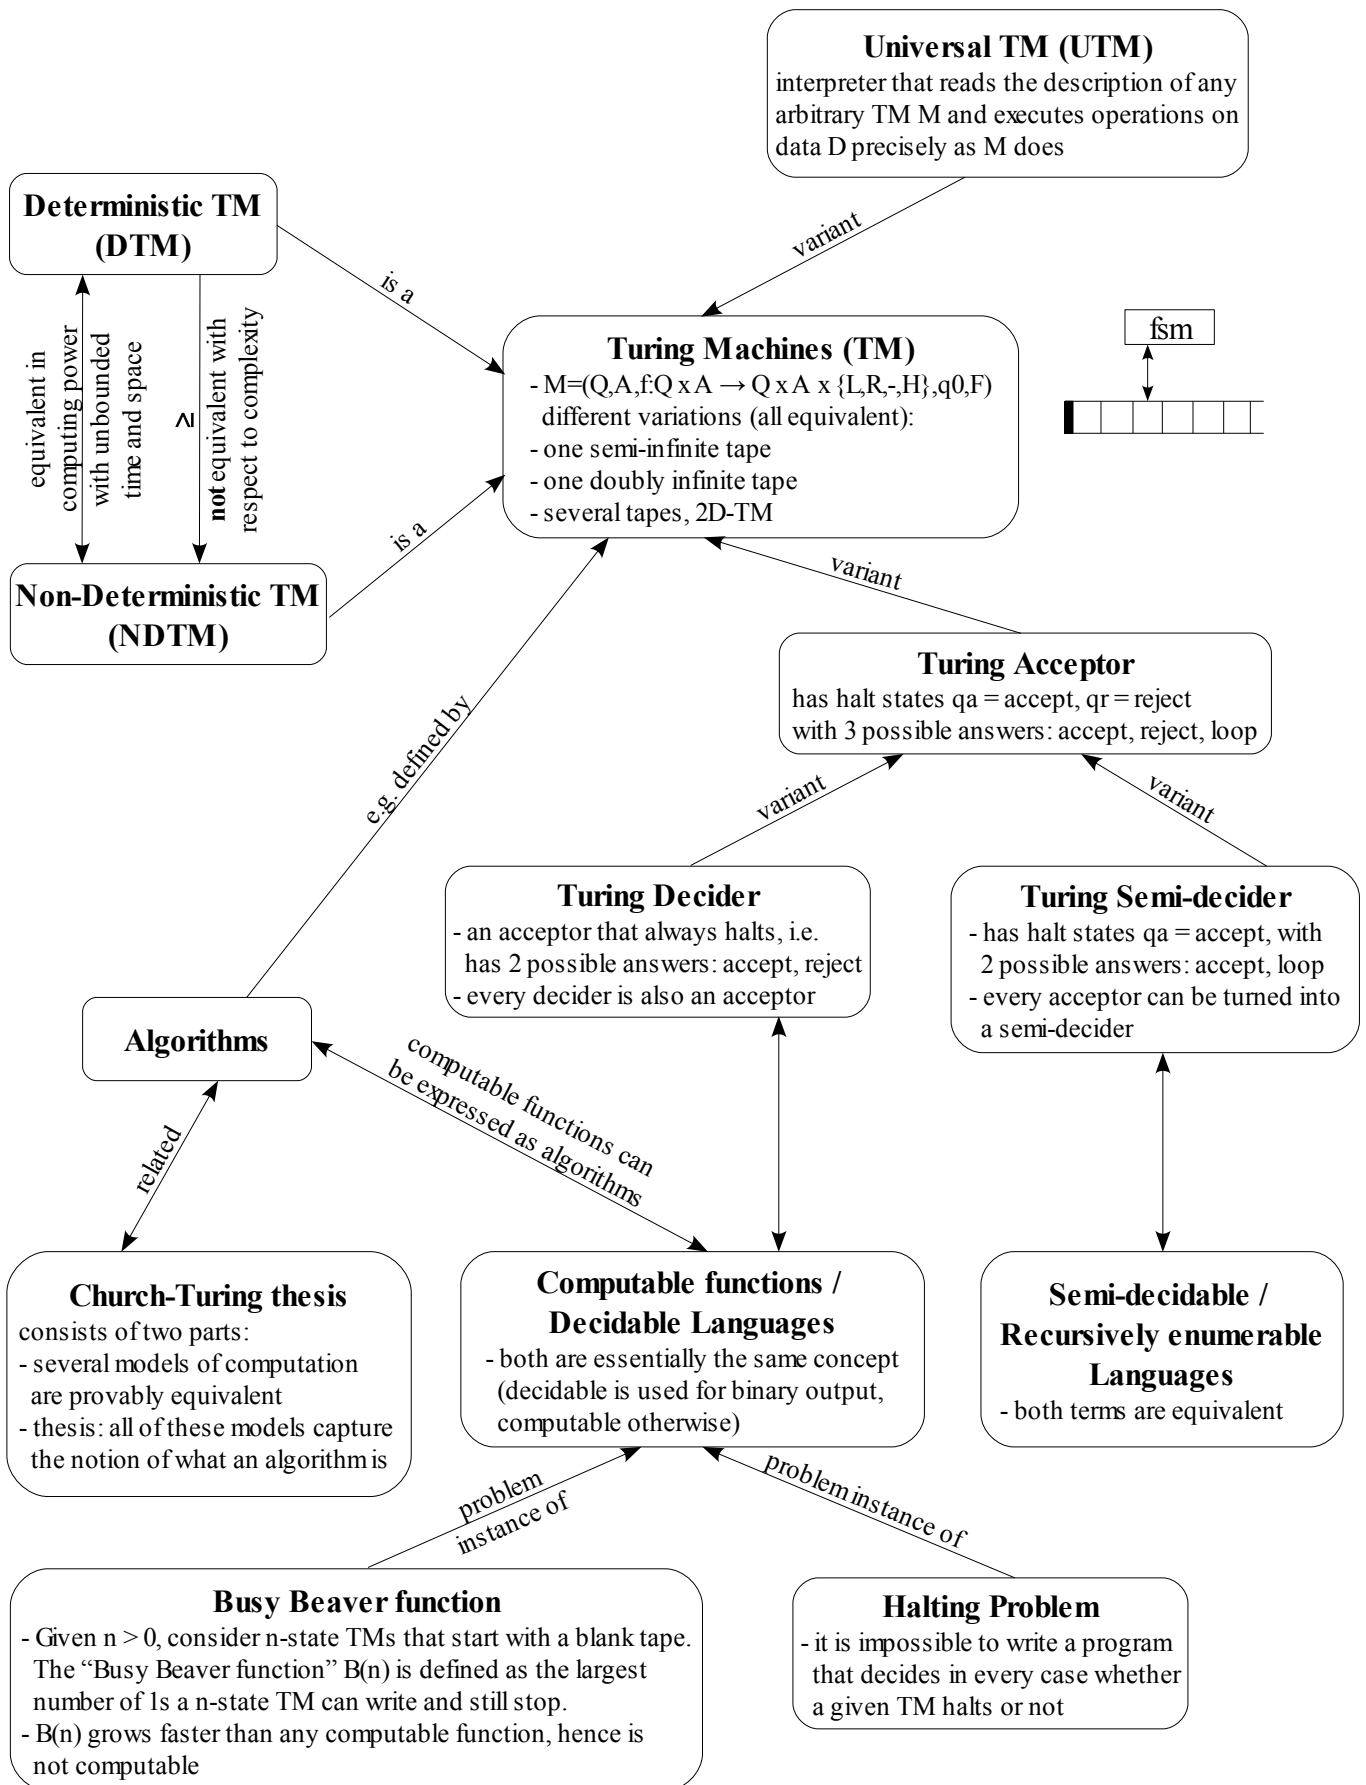 Universal TM (UTM)
interpreter that reads the description of any
arbitrary TM M and executes operations on
data D precisely as M does
Deterministic TM
(DTM)
variant
is a
equivalent in
computing power
with unbounded
time and space
≥
not equivalent with
respect to complexity
fsm
Turing Machines (TM)
- M=(Q,A,f:Q x A → Q x A x {L,R,-,H},q0,F)
different variations (all equivalent):
- one semi-infinite tape
- one doubly infinite tape
- several tapes, 2D-TM
is a
Non-Deterministic TM
(NDTM)
variant
Turing Acceptor
has halt states qa = accept, qr = reject
with 3 possible answers: accept, reject, loop
e.g. defined by
variant
variant
Turing Decider
- an acceptor that always halts, i.e.
has 2 possible answers: accept, reject
- every decider is also an acceptor
Turing Semi-decider
- has halt states qa = accept, with
2 possible answers: accept, loop
- every acceptor can be turned into
a semi-decider
Algorithms
computable functions can
be expressed as algorithms
related
Church-Turing thesis
consists of two parts:
- several models of computation
are provably equivalent
- thesis: all of these models capture
the notion of what an algorithm is
Computable functions /
Decidable Languages
- both are essentially the same concept
(decidable is used for binary output,
computable otherwise)
Semi-decidable /
Recursively enumerable
Languages
- both terms are equivalent
problem
instance of
problem instance of
Busy Beaver function
- Given n > 0, consider n-state TMs that start with a blank tape.
The “Busy Beaver function” B(n) is defined as the largest
number of 1s a n-state TM can write and still stop.
- B(n) grows faster than any computable function, hence is
not computable
Halting Problem
- it is impossible to write a program
that decides in every case whether
a given TM halts or not